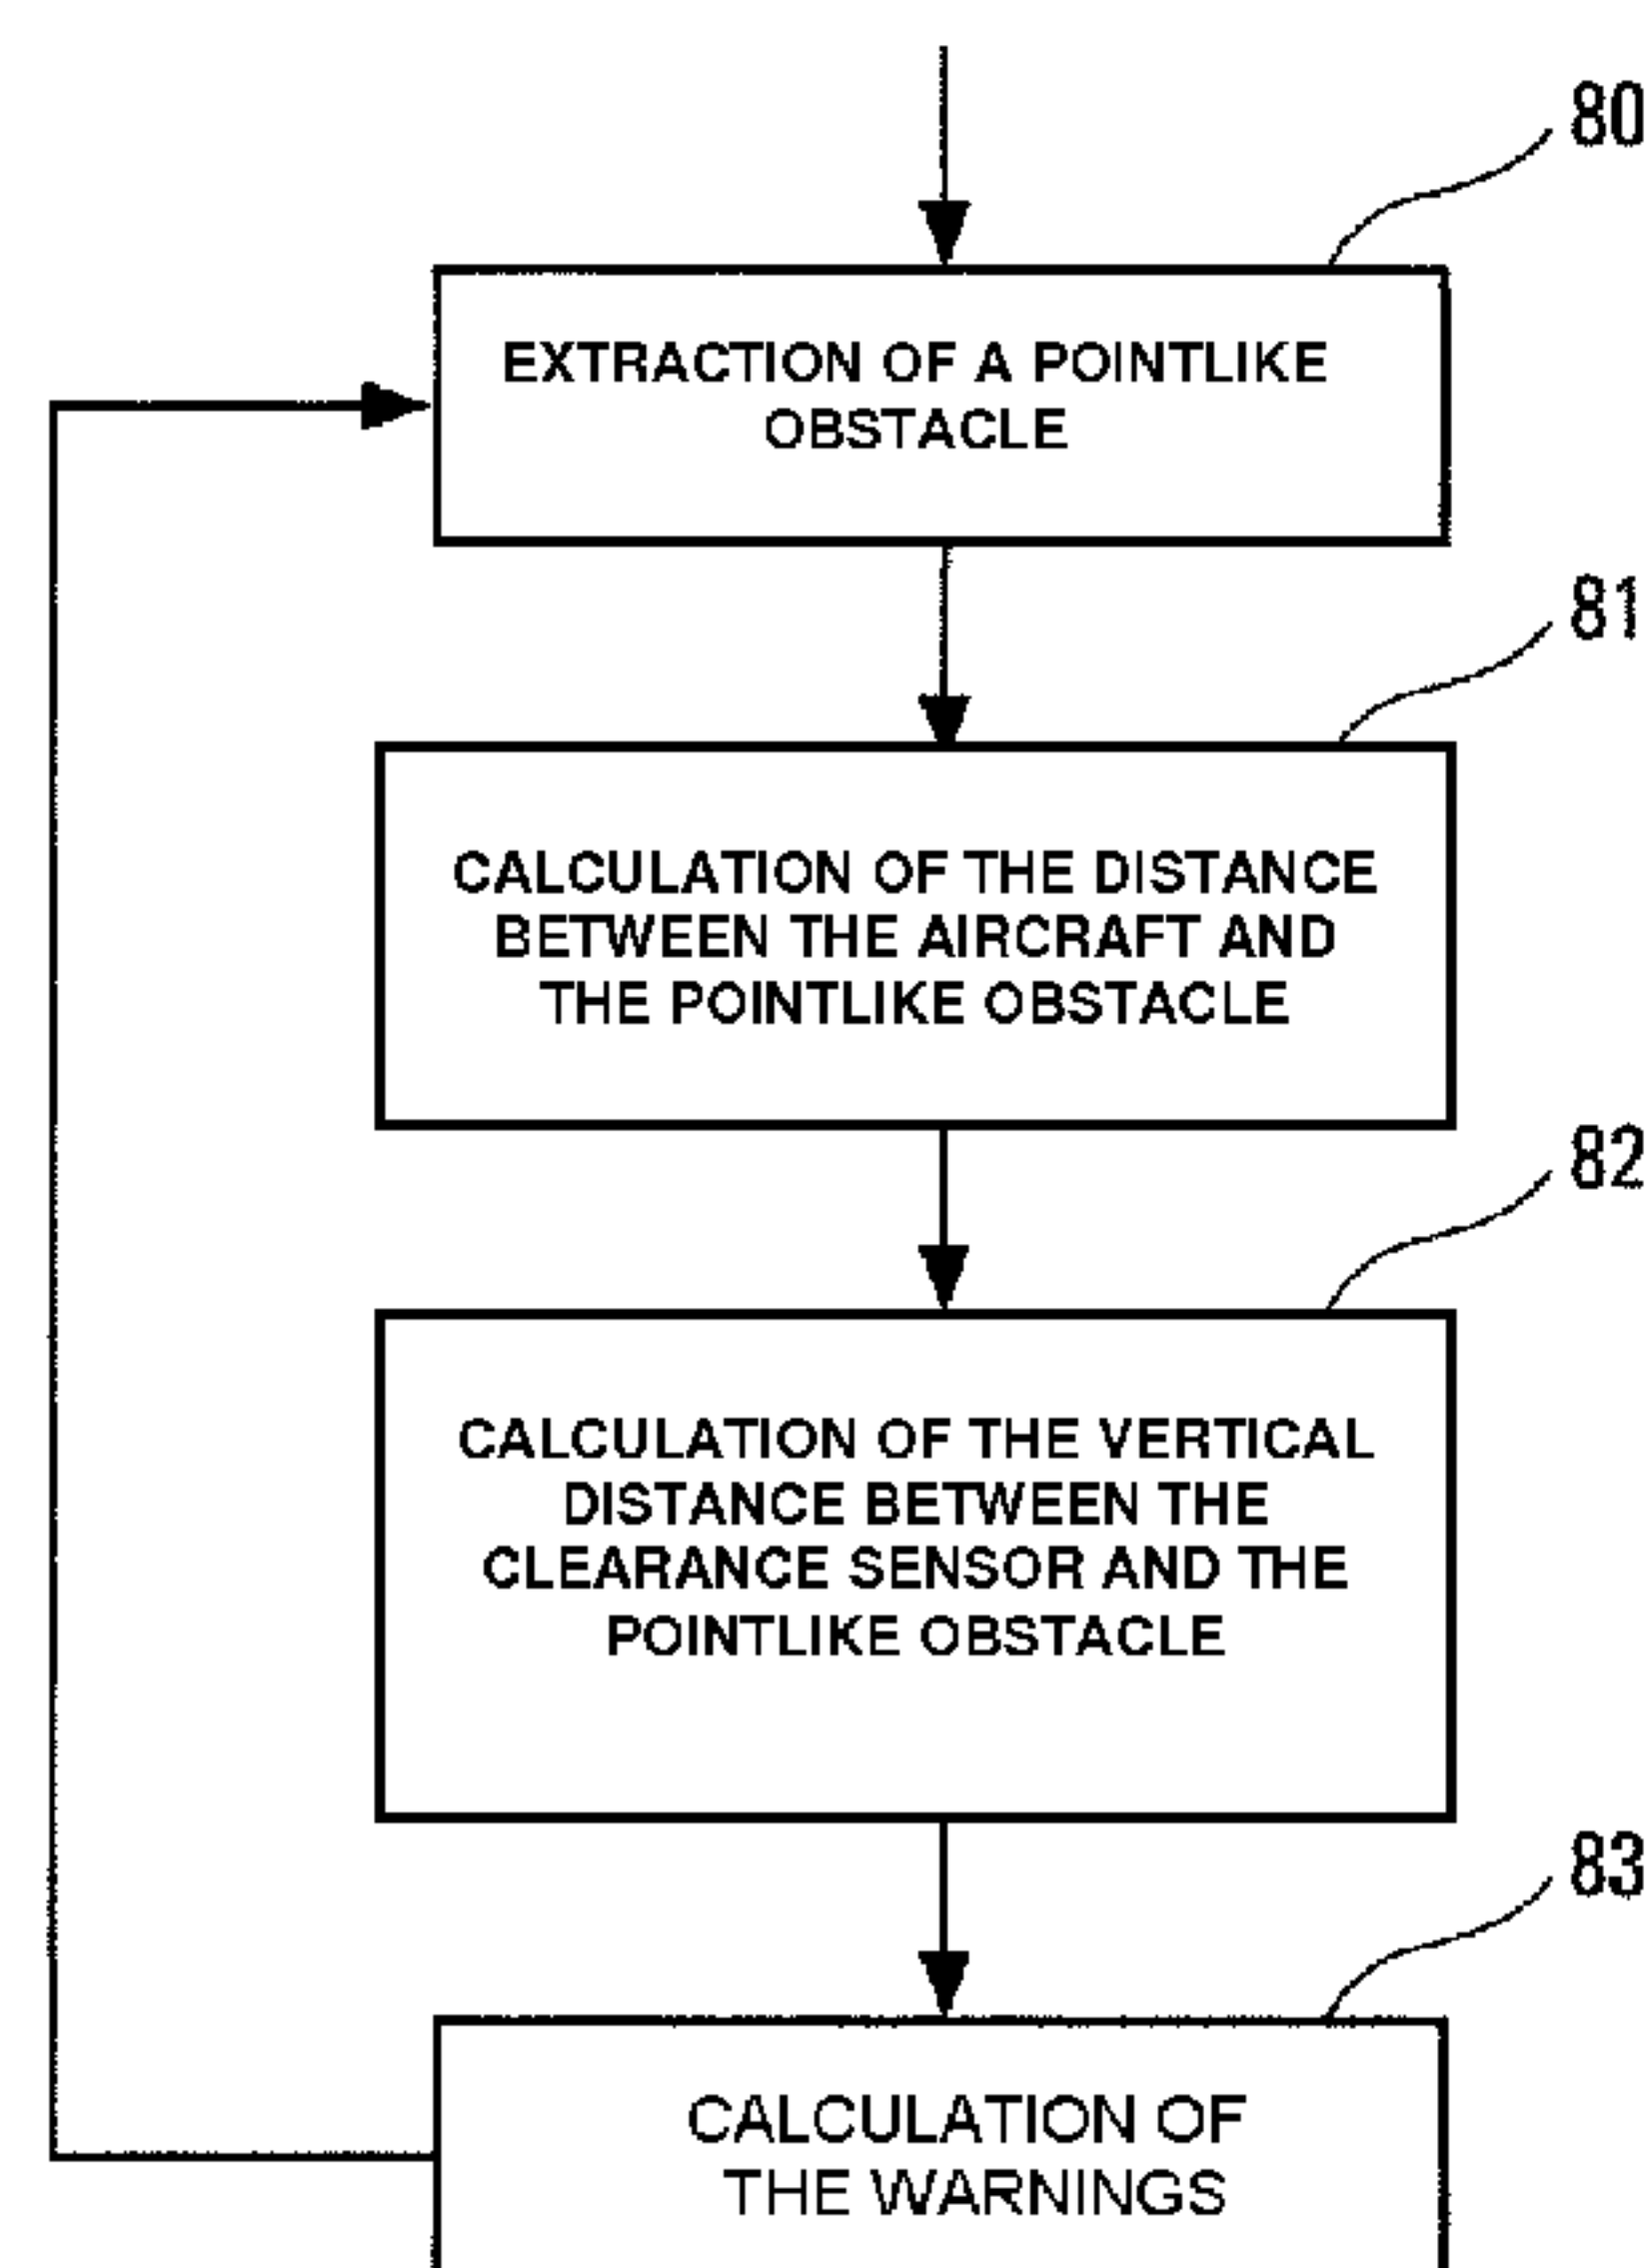 80
EXTRACTION OF A POINTLIKE
OBSTACLE
81
CALCULATION OF THE DISTANCE
BETWEEN THE AIRCRAFT AND
THE POINTLIKE OBSTACLE
82
CALCULATION OF THE VERTICAL
DISTANCE BETWEEN THE
CLEARANCE SENSOR AND THE
POINTLIKE OBSTACLE
83
CALCULATION OF
THE WARNINGS